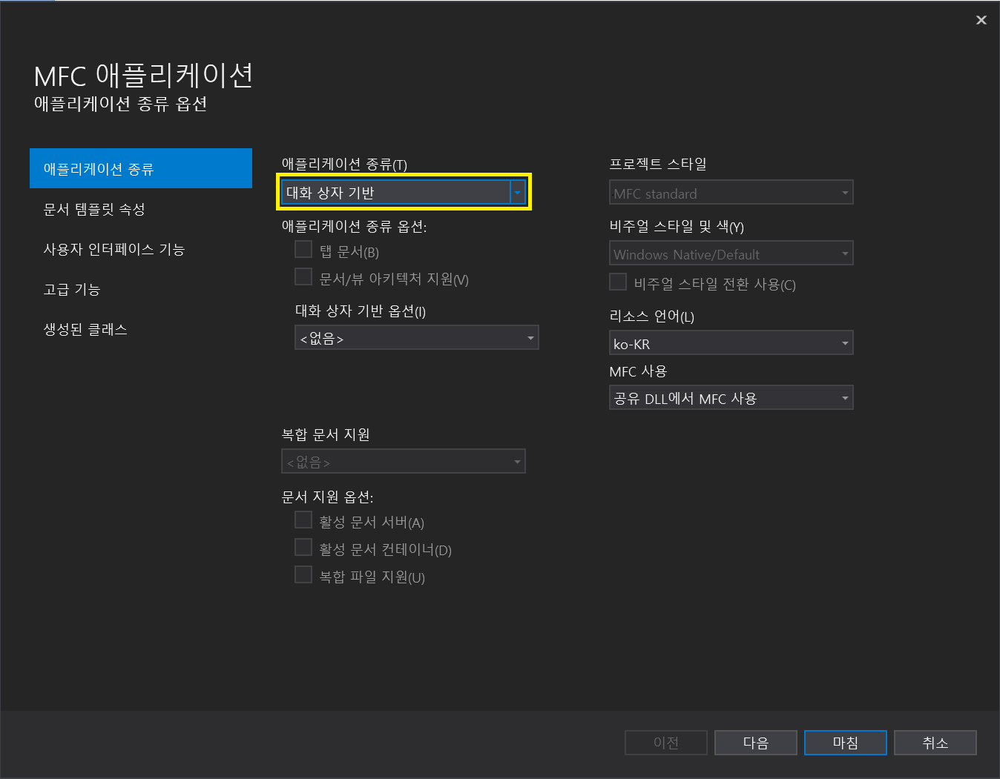 MFC 애플리케이션
애플리케이션 종류 옵션
애플리케이션 종류
문서 템플릿 속성
사용자 인터페이스 기능
고급 기능
생성된 클래스
애플리케이션 종류(T)
대화 상자 기반
애플리케이션 종류 옵션:
탭 문서(B)
문서/뷰 아키텍처 지원(V)
대화 상자 기반 옵션(I)
<없음>
복합 문서 지원
<없음>
문서 지원 옵션:
활성 문서 서버(A)
활성 문서 컨테이너(D)
복합 파일 지원(U)
프로젝트 스타일
MFC standard
비주얼 스타일 및 색(Y)
Windows Native/Default
비주얼 스타일 전환 사용(C)
리소스 언어(L)
ko-KR
MFC 사용
공유 DLL에서 MFC 사용
이전
다음
마침
취소